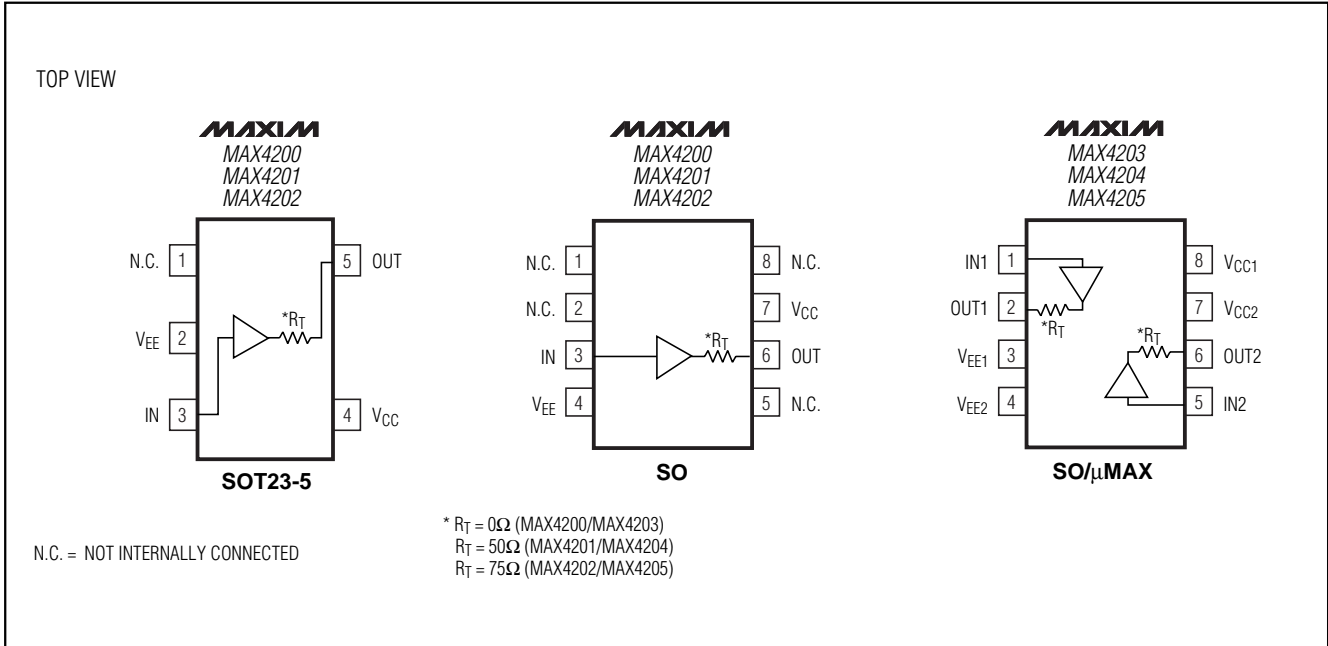 TOP VIEW
MAXIM
MAX4200
MAX4201
MAX4202
N.C. 1
5 OUT
*RT
VEE 2
IN 3
4 VCC
SOT23-5
MAXIM
MAX4200
MAX4201
MAX4202
N.C. 1
8 N.C.
N.C. 2
7 VCC
*RT
IN 3
6 OUT
VEE 4
5 N.C.
SO
MAXIM
MAX4203
MAX4204
MAX4205
IN1 1
8 VCC1
OUT1 2
7 VCC2
*RT
*RT
VEE1 3
6 OUT2
VEE2 4
5 IN2
SO/μMAX
N.C. = NOT INTERNALLY CONNECTED
* RT = 0Ω (MAX4200/MAX4203)
RT = 50Ω (MAX4201/MAX4204)
RT = 75Ω (MAX4202/MAX4205)